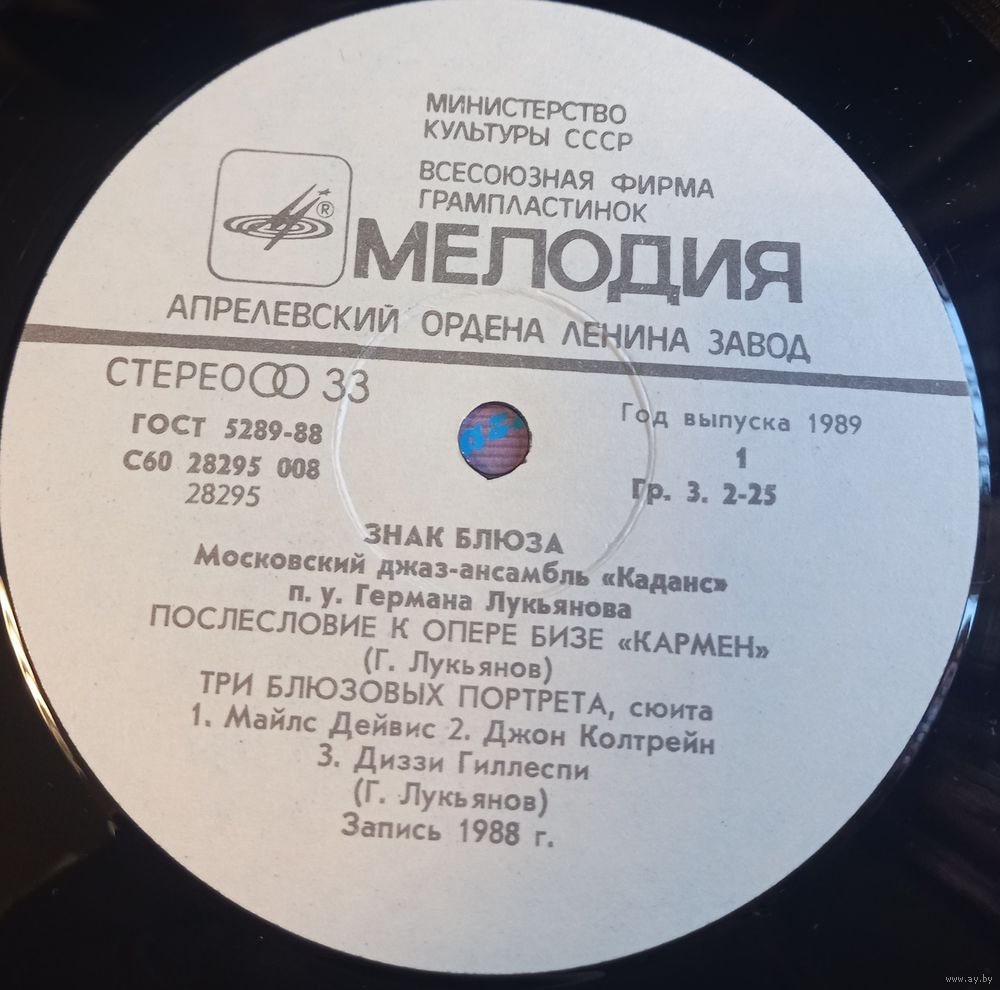 МИНИСТЕРСТВО
КУЛЬТУРЫ СССР
ВСЕСОЮЗНАЯ ФИРМА
ГРАМПЛАСТИНОК
®
МЕЛОДИЯ
АПРЕЛЕВСКИЙ ОРДЕНА ЛЕНИНА ЗАВОД
СТЕРЕО 33
ГОСТ 5289-88
С60 28295 008
28295
Год выпуска 1989
1
Гр. 3. 2-25
ЗНАК БЛЮЗА
Московский джаз-ансамбль «Каданс»
п. у. Германа Лукьянова
ПОСЛЕСЛОВИЕ К ОПЕРЕ БИЗЕ «КАРМЕН»
(Г. Лукьянов)
ТРИ БЛЮЗОВЫХ ПОРТРЕТА, сюита
1. Майлс Дейвис 2. Джон Колтрейн
3. Диззи Гиллеспи
(Г. Лукьянов)
Запись 1988 г.
www.ay.by